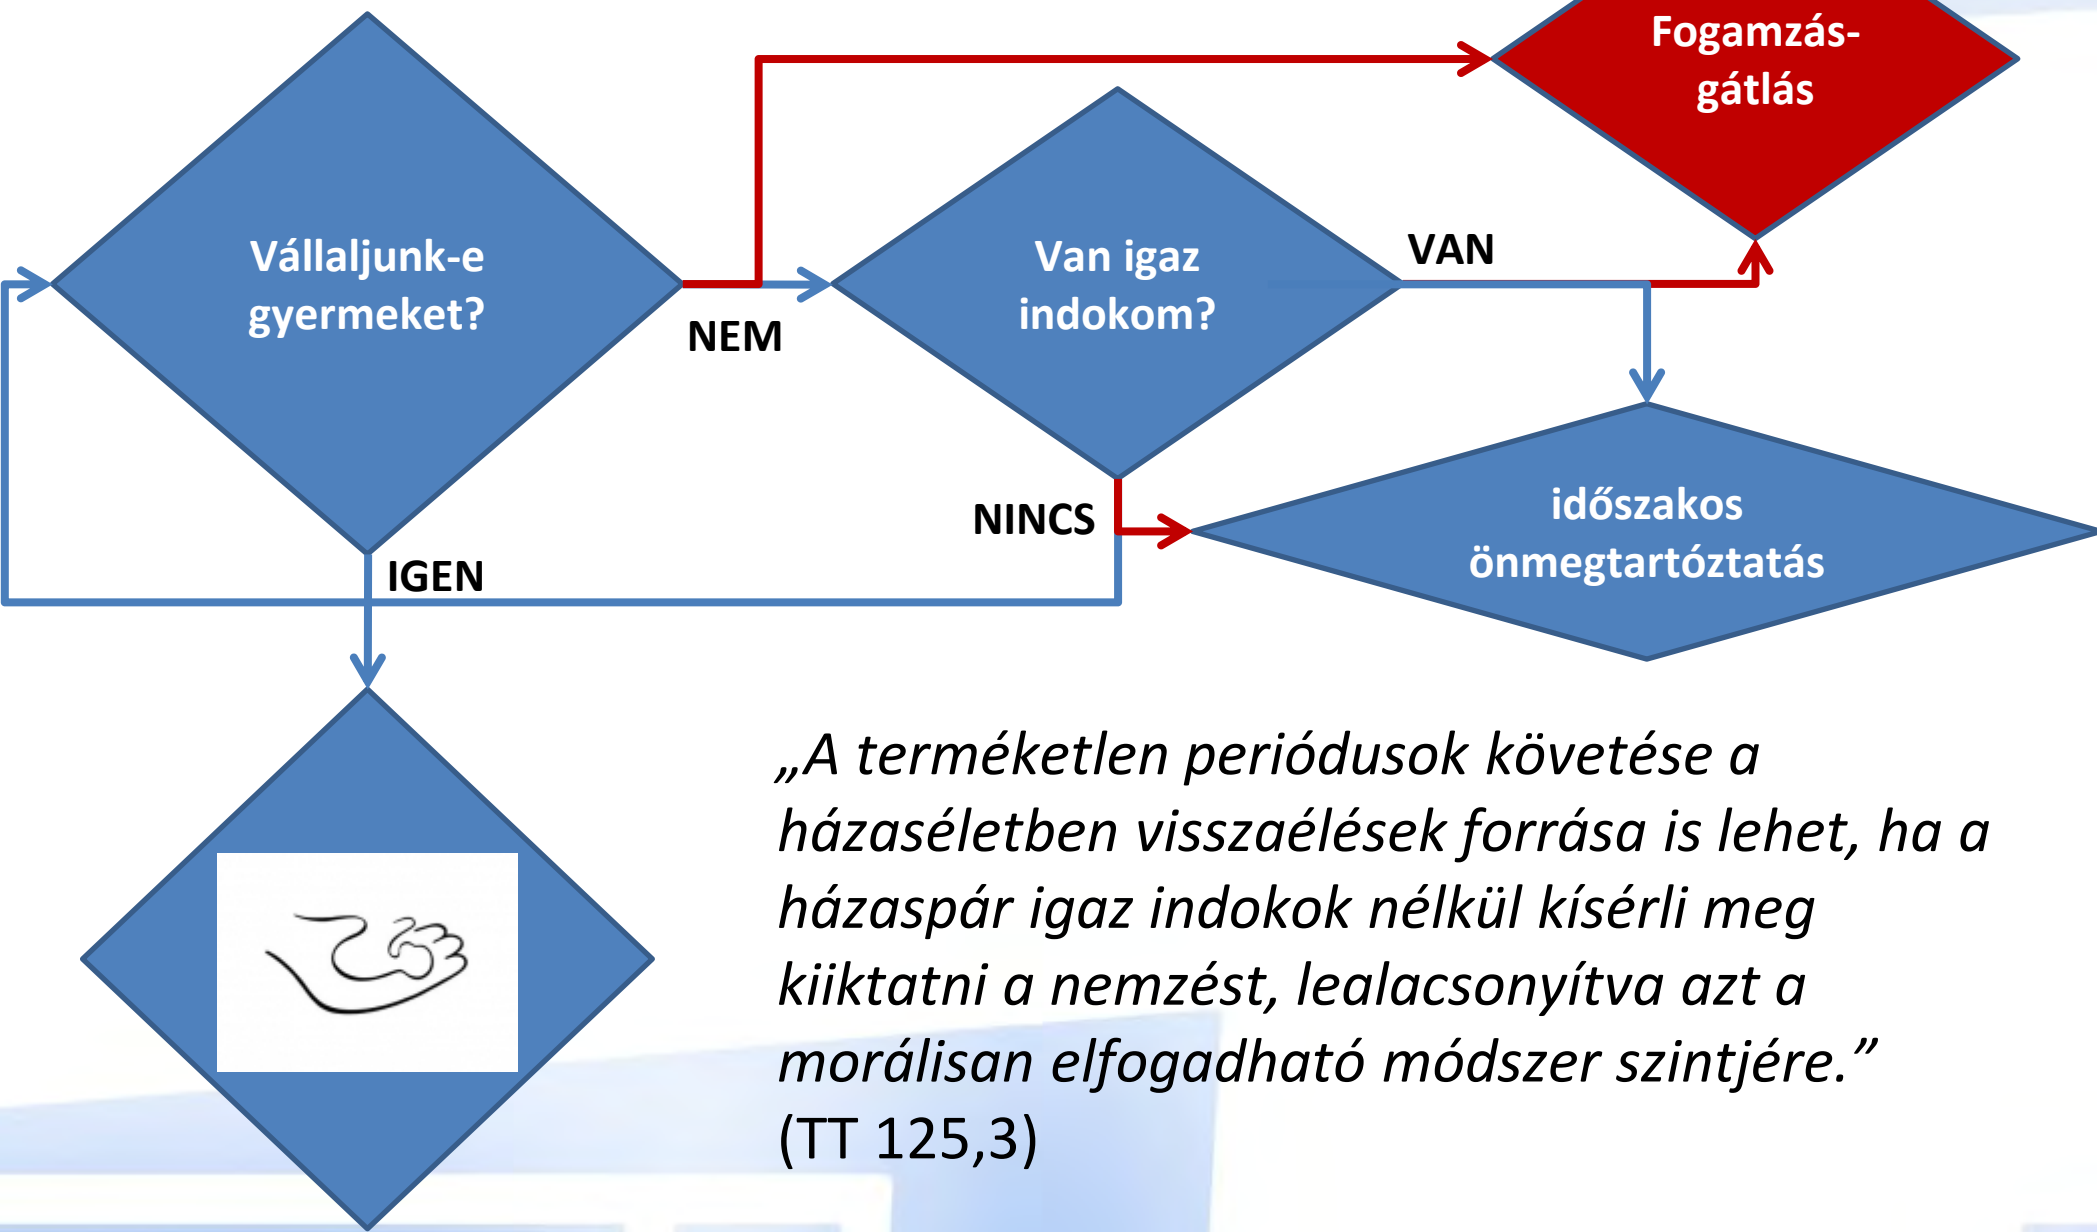 Fogamzás-
gátlás
Vállaljunk-e
gyermeket?
NEM
Van igaz
indokom?
VAN
NINCS
időszakos
önmegtartóztatás
IGEN
„A terméketlen periódusok követése a
házaséletben visszaélések forrása is lehet, ha a
házaspár igaz indokok nélkül kísérli meg
kiiktatni a nemzést, lealacsonyítva azt a
morálisan elfogadható módszer szintjére.”
(TT 125,3)